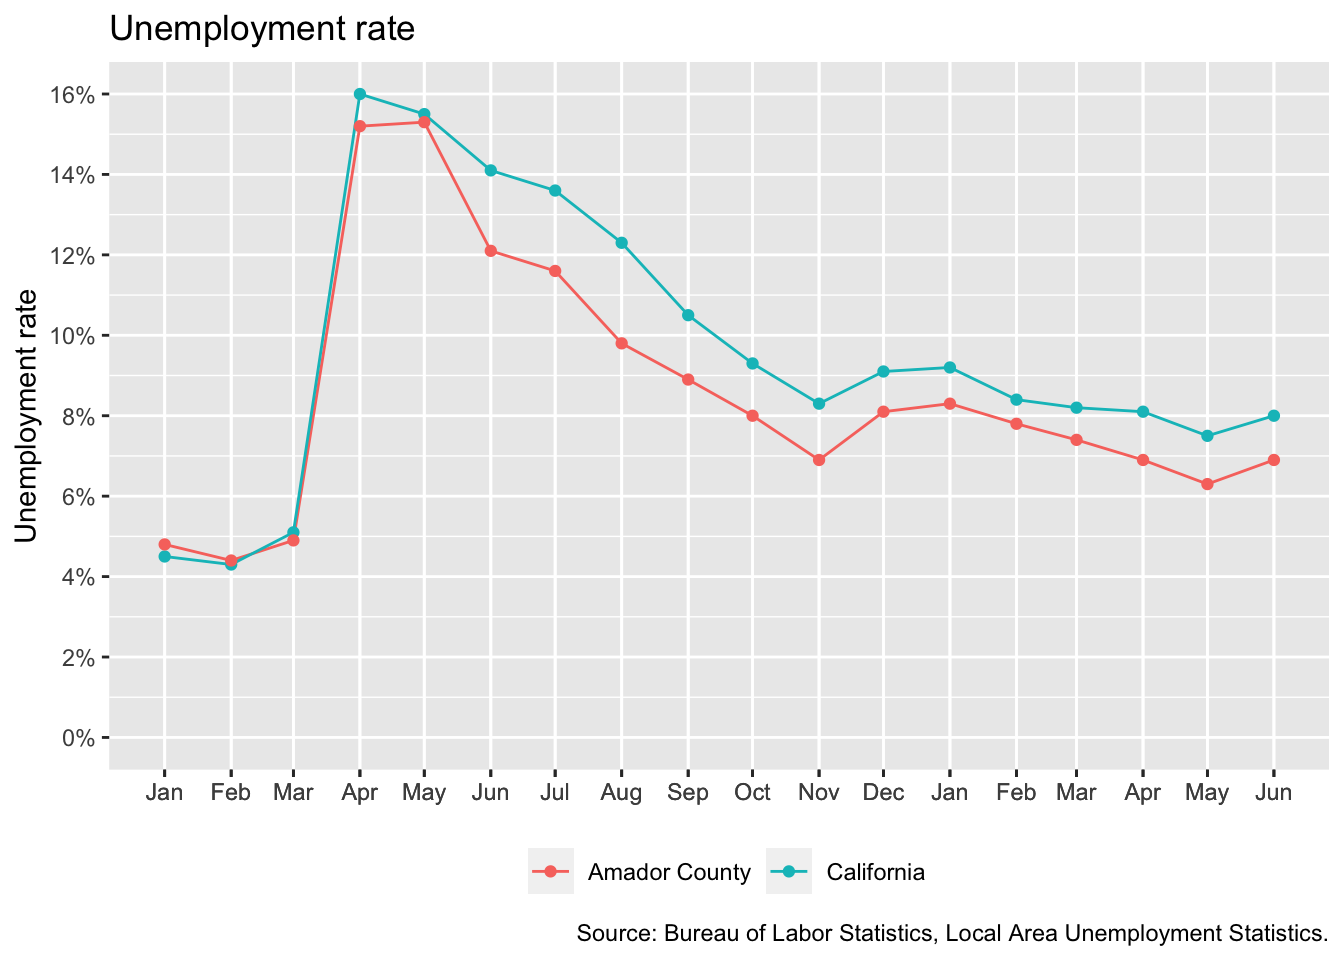 Unemployment rate
Unemployment rate
16%
14%
12%
10%
8%
6%
4%
2%
0%
Jan Feb Mar Apr May Jun Jul Aug Sep Oct Nov Dec Jan Feb Mar Apr May Jun
Amador County California
Source: Bureau of Labor Statistics, Local Area Unemployment Statistics.